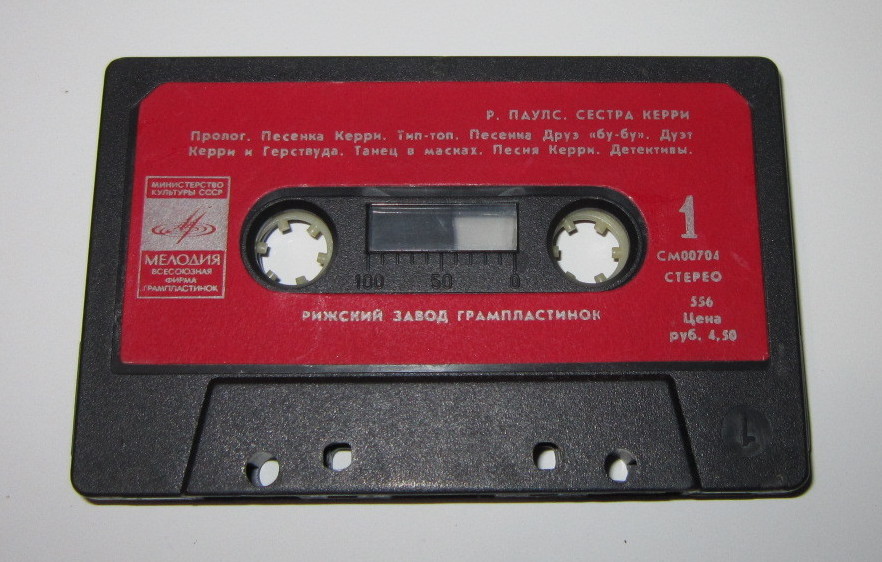 Р. ПАУЛС. СЕСТРА КЕРРИ
Пролог. Песенка Керри. Тип-топ. Песенка Друэ «бу-бу». Дуэт
Керри и Герствуда. Танец в масках. Песня Керри. Детективы.
МИНИСТЕРСТВО
КУЛЬТУРЫ СССР
МЕЛОДИЯ
ВСЕСОЮЗНАЯ
ФИРМА
ГРАМПЛАСТИНОК
1
СМ00704
СТЕРЕО
556
Цена
руб. 4,50
100 50 0
РИЖСКИЙ ЗАВОД ГРАМПЛАСТИНОК
1